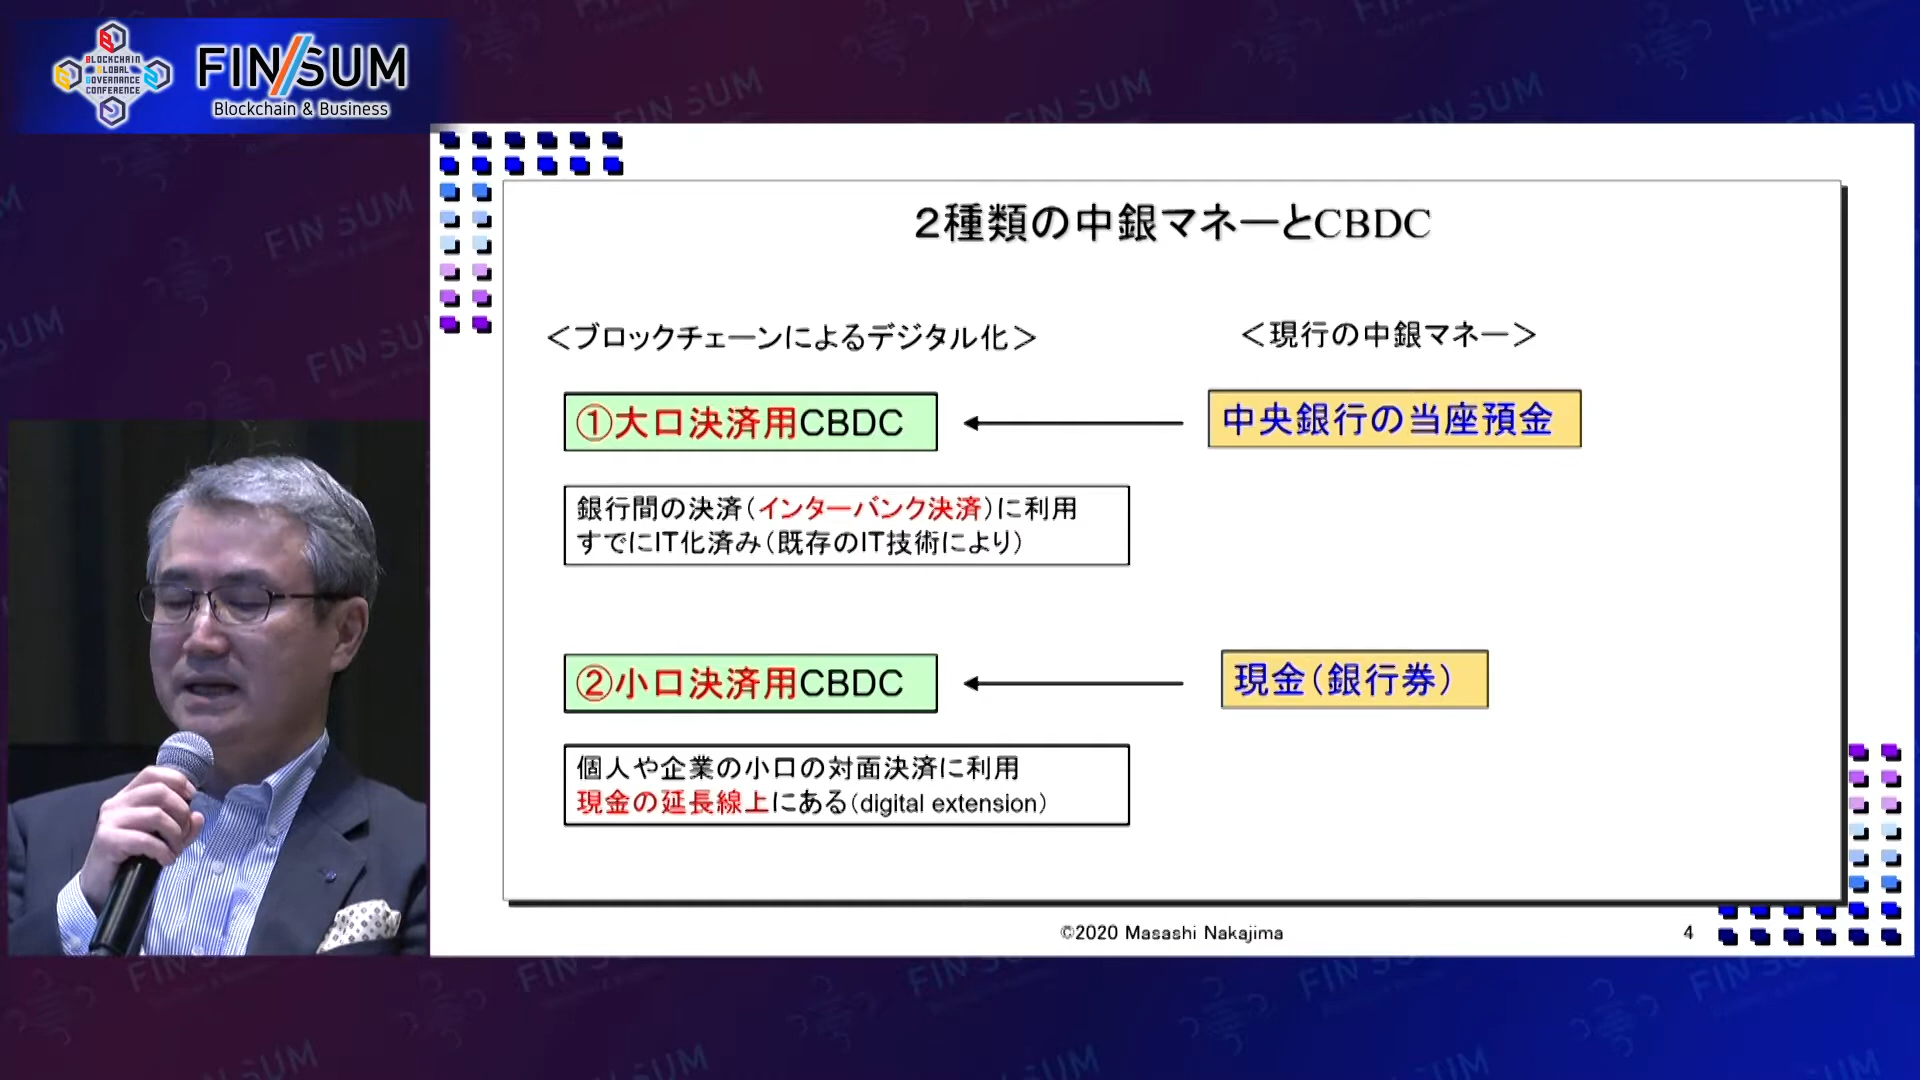 BLOCKCHAIN
GLOBAL
GOVERNANCE
CONFERENCE
FIN/SUM
Blockchain & Business
2種類の中銀マネーとCBDC
<ブロックチェーンによるデジタル化>
<現行の中銀マネー>
①大口決済用CBDC
中央銀行の当座預金
銀行間の決済(インターバンク決済)に利用
すでにIT化済み(既存のIT技術により)
②小口決済用CBDC
現金(銀行券)
個人や企業の小口の対面決済に利用
現金の延長線上にある(digital extension)
©2020 Masashi Nakajima
4